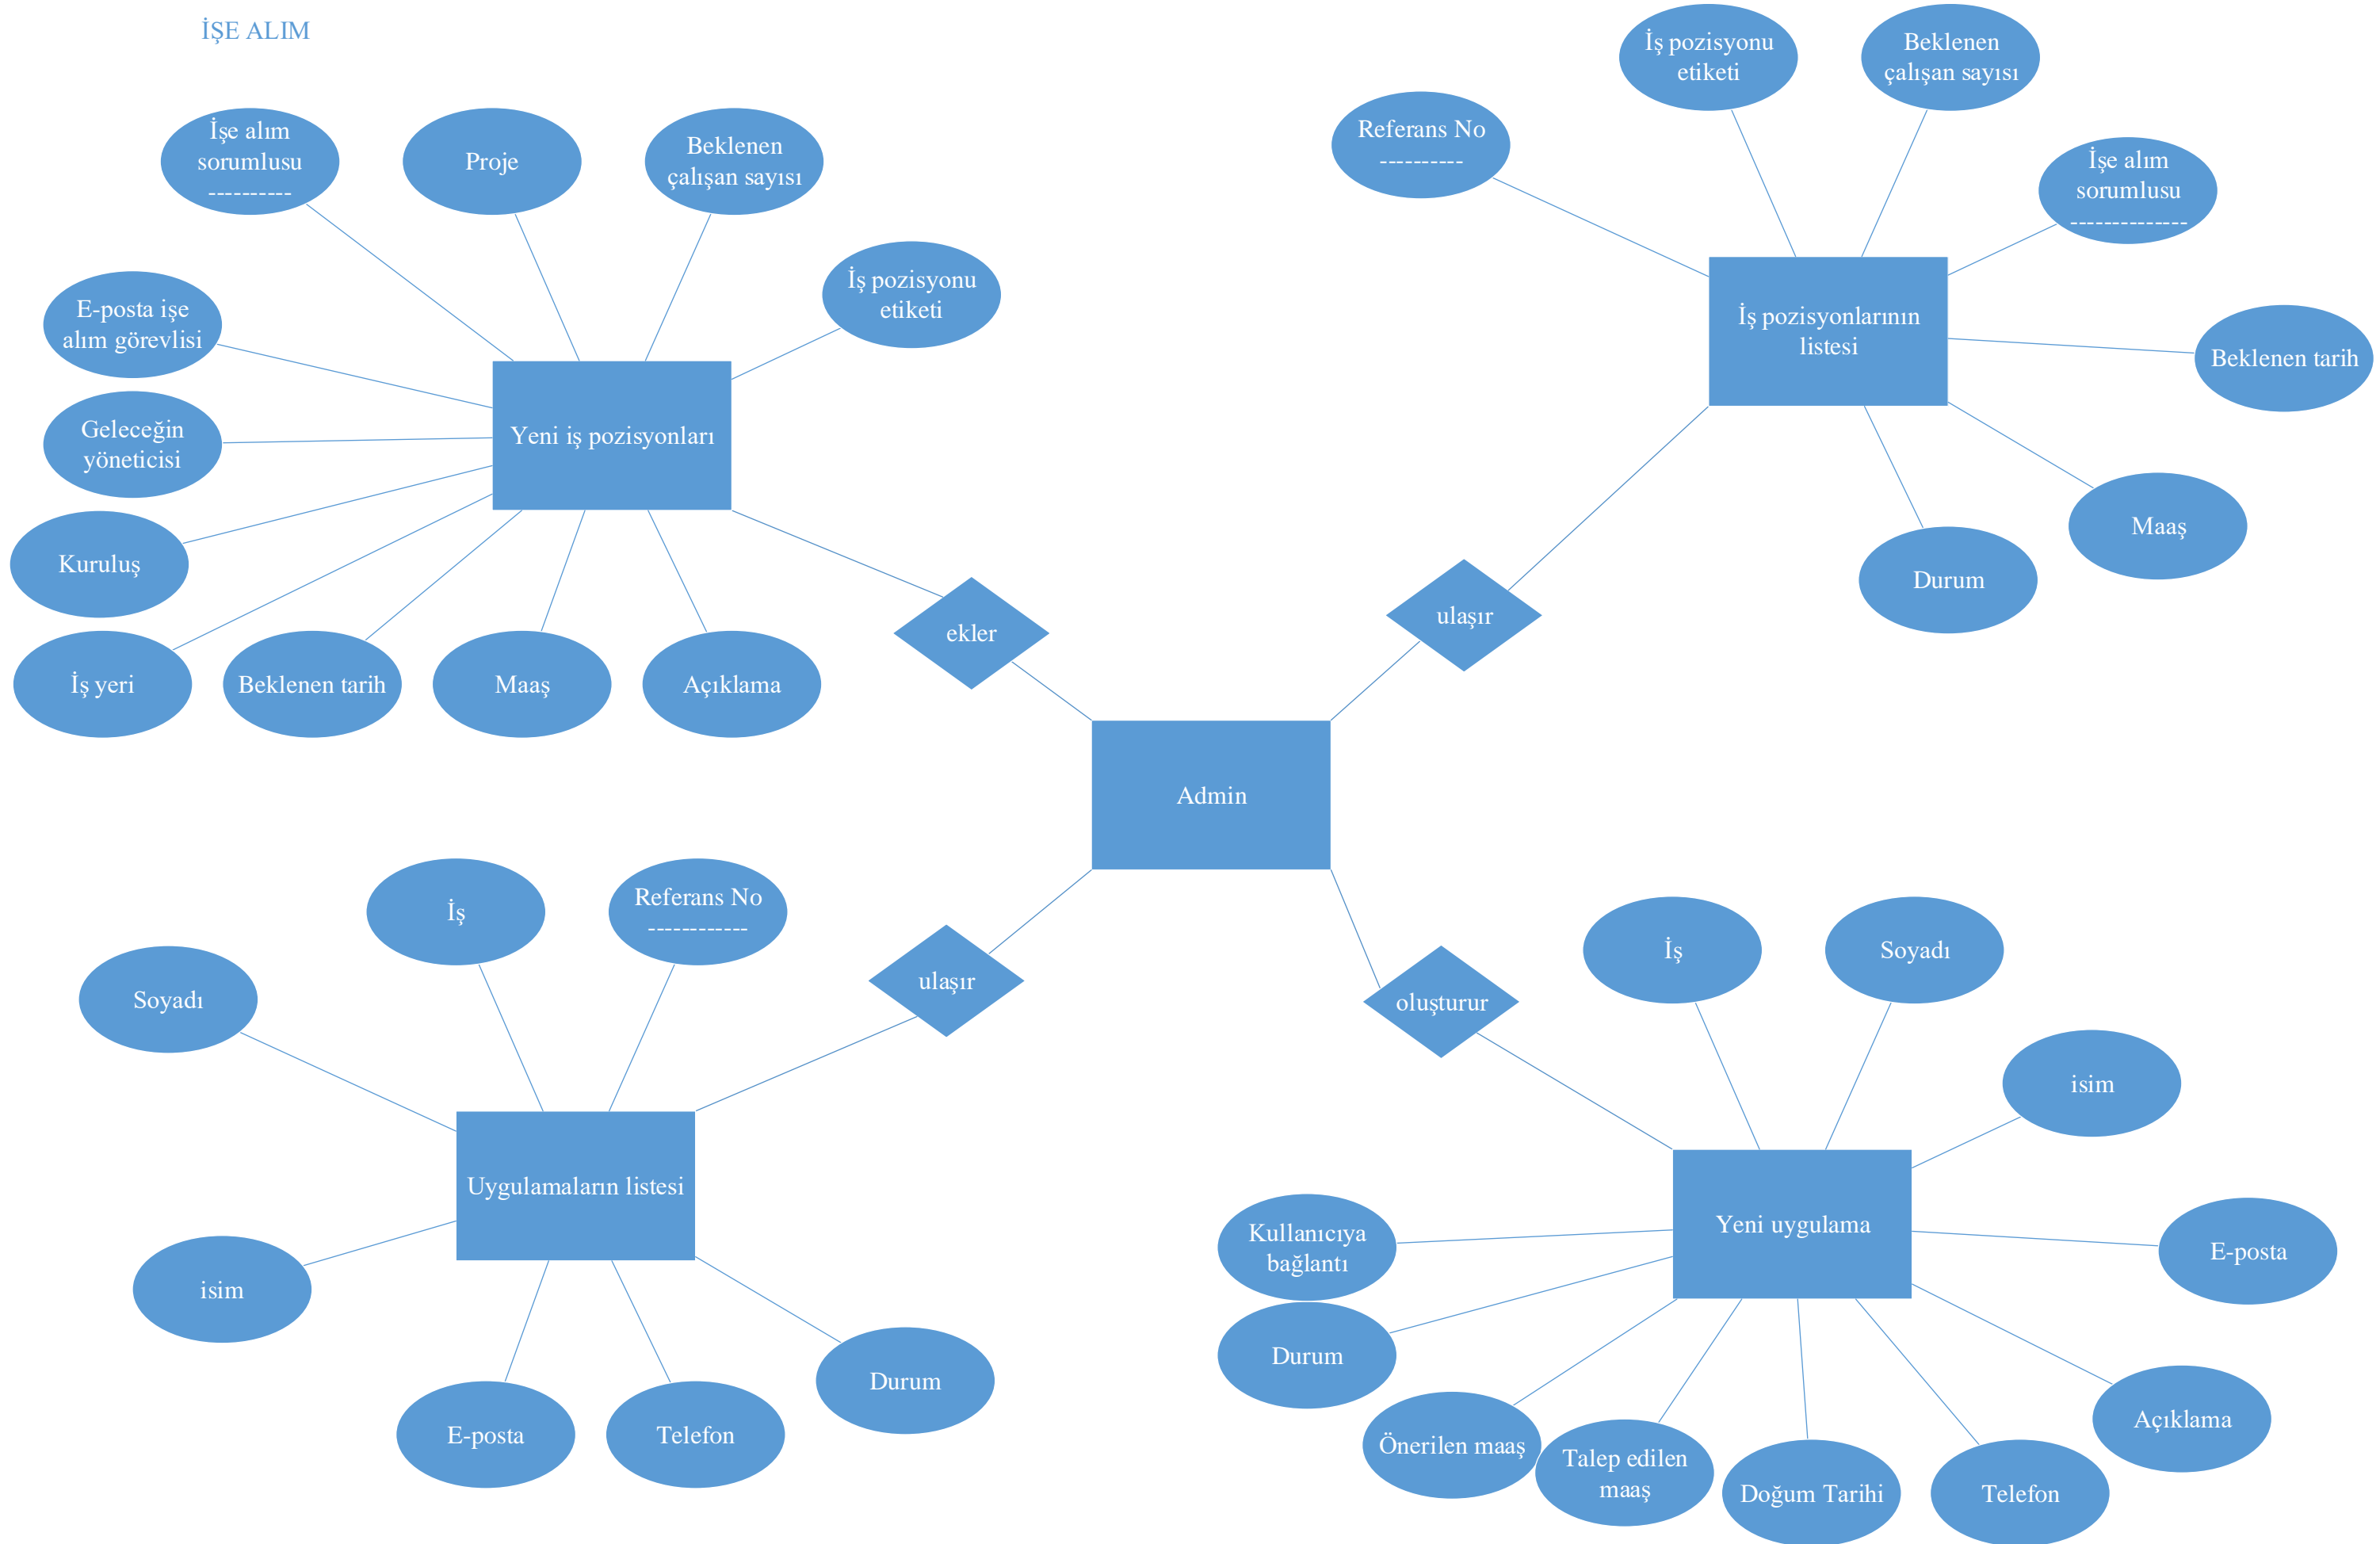 İŞE ALIM
İşe alım
sorumlusu
----------
Proje
Beklenen
çalışan sayısı
İş pozisyonu
etiketi
E-posta işe
alım görevlisi
Geleceğin
yöneticisi
Kuruluş
İş yeri
Beklenen tarih
Maaş
Açıklama
Yeni iş pozisyonları
ekler
Referans No
----------
İş pozisyonu
etiketi
Beklenen
çalışan sayısı
İşe alım
sorumlusu
--------------
Beklenen tarih
Maaş
Durum
İş pozisyonlarının
listesi
ulaşır
Admin
Soyadı
İş
Referans No
------------
ulaşır
Uygulamaların listesi
isim
E-posta
Telefon
Durum
oluşturur
İş
Soyadı
isim
E-posta
Yeni uygulama
Kullanıcıya
bağlantı
Durum
Önerilen maaş
Talep edilen
maaş
Doğum Tarihi
Telefon
Açıklama